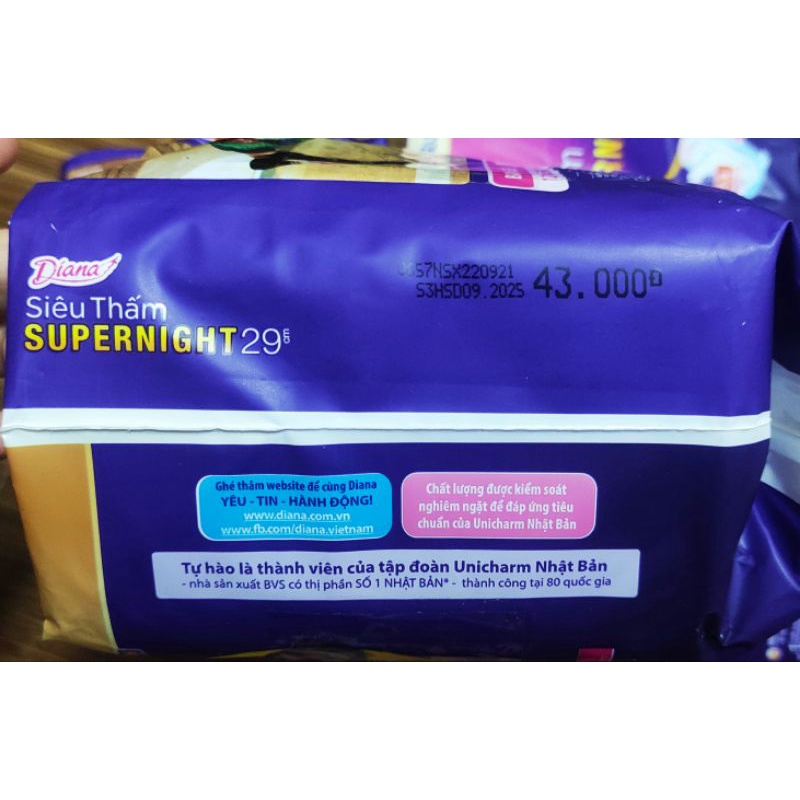 Diana
Siêu Thấm
SUPERNIGHT 29cm
57NSX220921
S3HSD09.2025
43.000Đ
Ghé thăm website để cùng Diana
YÊU - TIN - HÀNH ĐỘNG!
www.diana.com.vn
www.fb.com/diana.vietnam
Chất lượng được kiểm soát
nghiêm ngặt để đáp ứng tiêu
chuẩn của Unicharm Nhật Bản
Tự hào là thành viên của tập đoàn Unicharm Nhật Bản
- nhà sản xuất BVS có thị phần SỐ 1 NHẬT BẢN* - thành công tại 80 quốc gia